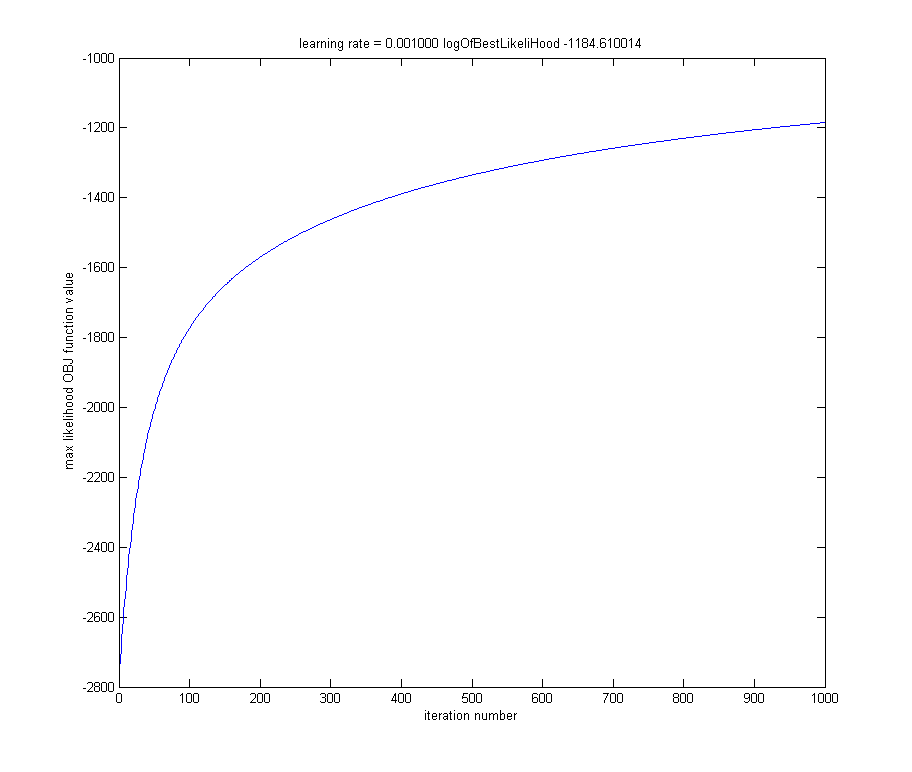 learning rate = 0.001000 logOfBestLikeliHood -1184.610014
-1000
-1200
-1400
-1600
-1800
-2000
-2200
-2400
-2600
-2800
max likelihood OBJ function value
0 100 200 300 400 500 600 700 800 900 1000
iteration number